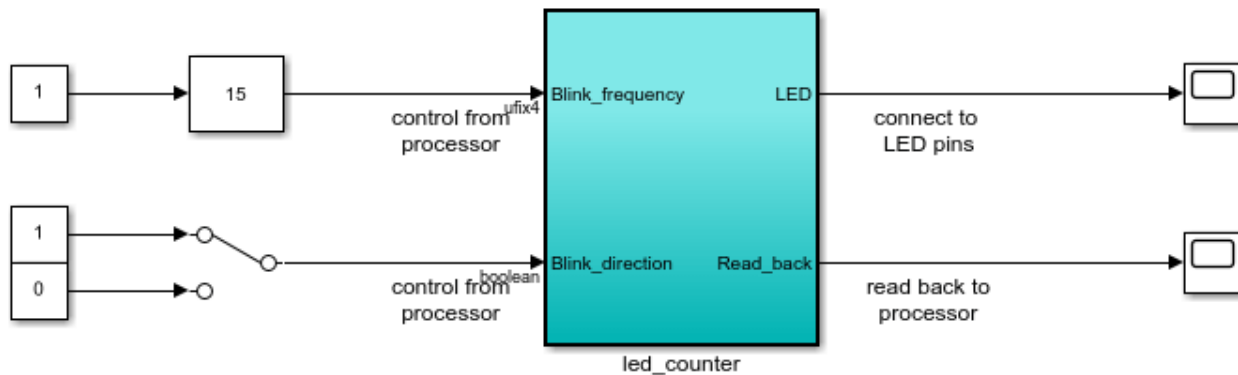 1
15
control from
processor
ufix4
Blink_frequency
LED
connect to
LED pins
1
0
control from
processor
boolean
Blink_direction
Read_back
read back to
processor
led_counter